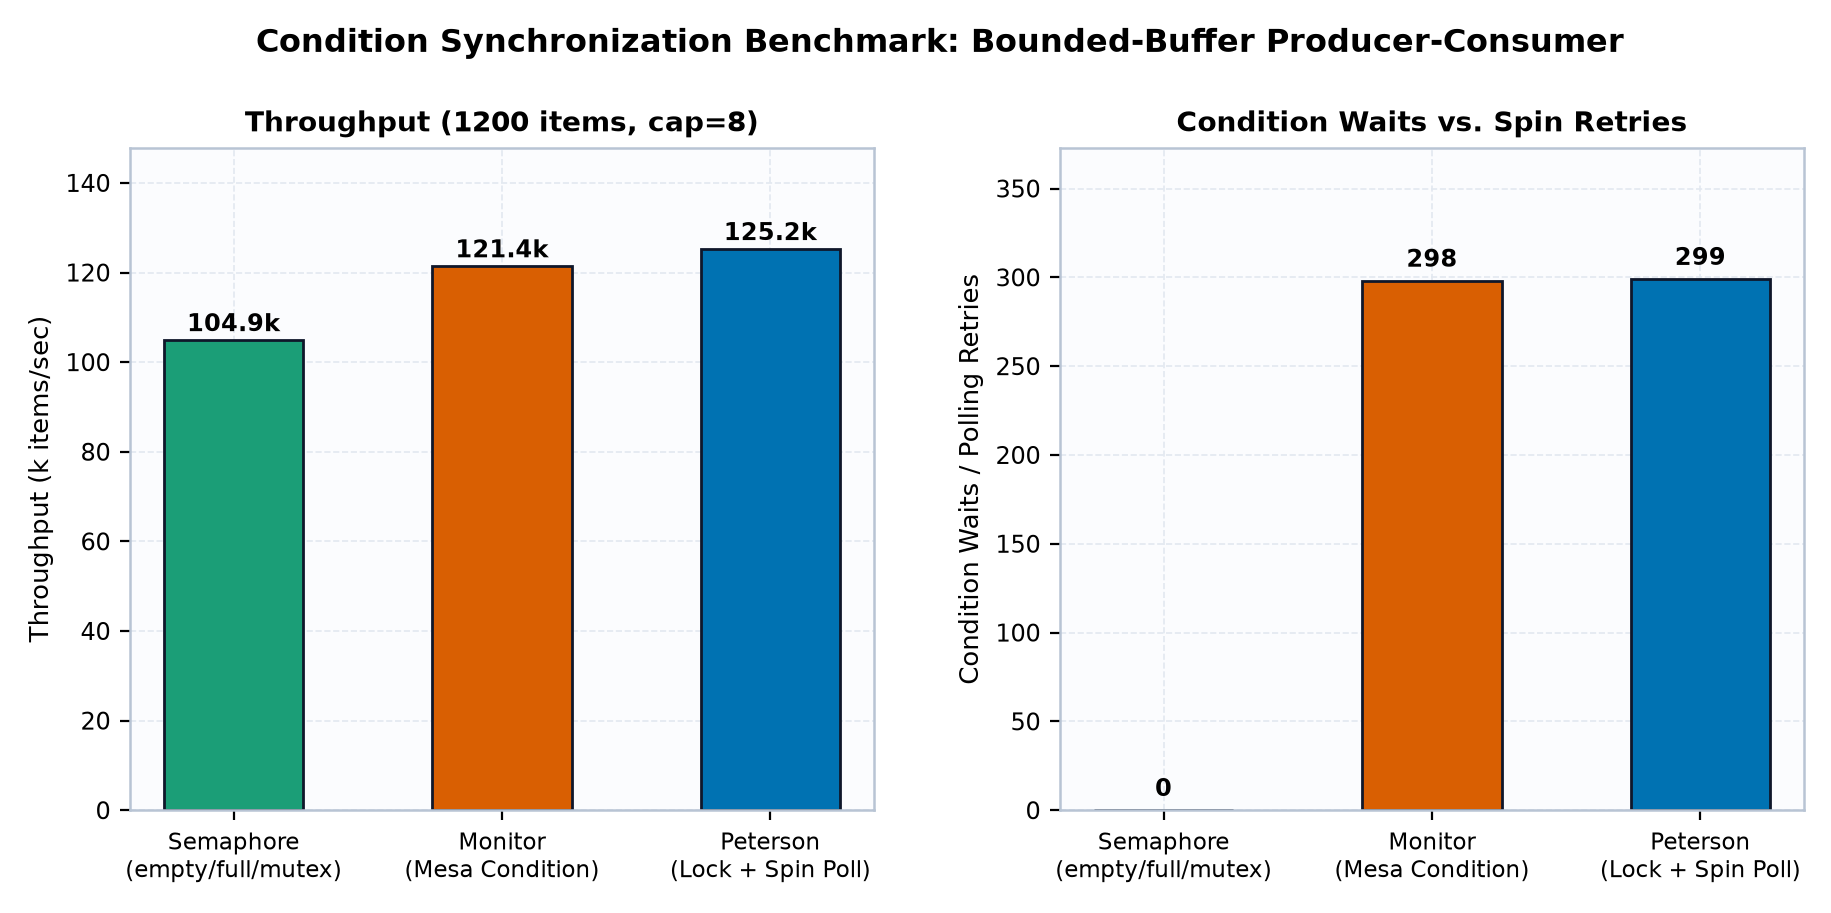 Condition Synchronization Benchmark: Bounded-Buffer Producer-Consumer
Throughput (1200 items, cap=8)
Throughput (k items/sec)
140
120
100
80
60
40
20
0
104.9k
121.4k
125.2k
Semaphore
(empty/full/mutex)
Monitor
(Mesa Condition)
Peterson
(Lock + Spin Poll)
Condition Waits vs. Spin Retries
Condition Waits / Polling Retries
350
300
250
200
150
100
50
0
0
298
299
Semaphore
(empty/full/mutex)
Monitor
(Mesa Condition)
Peterson
(Lock + Spin Poll)